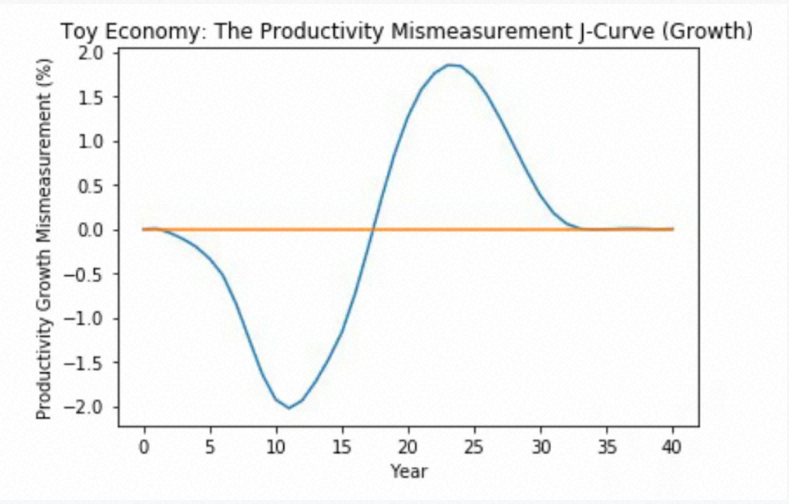 Toy Economy: The Productivity Mismeasurement J-Curve (Growth)
Productivity Growth Mismeasurement (%)
2.0
1.5
1.0
0.5
0.0
−0.5
−1.0
−1.5
−2.0
0 5 10 15 20 25 30 35 40
Year